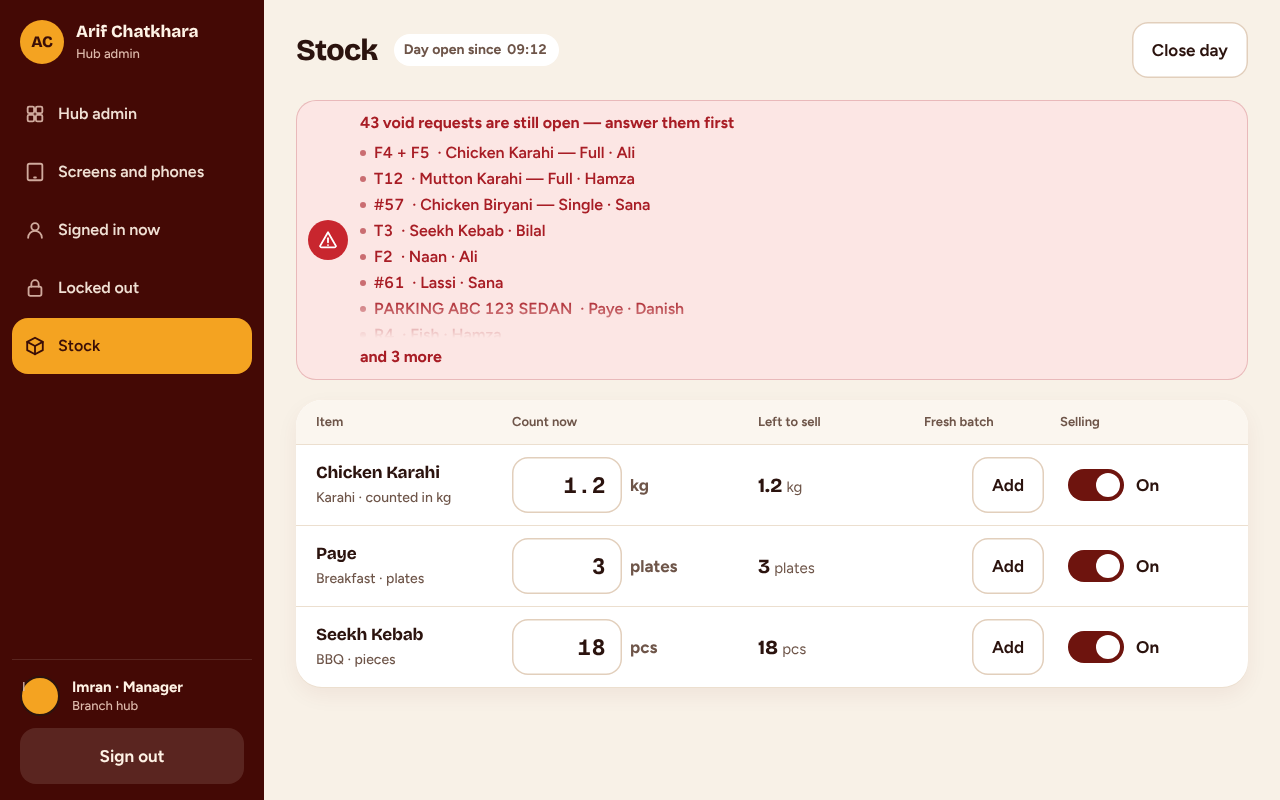 AC
Arif Chatkhara
Hub admin
Hub admin
Screens and phones
Signed in now
Locked out
Stock
Imran · Manager
Branch hub
Sign out
Stock
Day open since 09:12
Close day
43 void requests are still open — answer them first
F4 + F5 · Chicken Karahi — Full · Ali
T12 · Mutton Karahi — Full · Hamza
#57 · Chicken Biryani — Single · Sana
T3 · Seekh Kebab · Bilal
F2 · Naan · Ali
#61 · Lassi · Sana
PARKING ABC 123 SEDAN · Paye · Danish
· Fish · Hamza
and 3 more
Item Count now Left to sell Fresh batch Selling
Chicken Karahi
Karahi · counted in kg
1.2 kg 1.2 kg Add On
Paye
Breakfast · plates
3 plates 3 plates Add On
Seekh Kebab
BBQ · pieces
18 pcs 18 pcs Add On